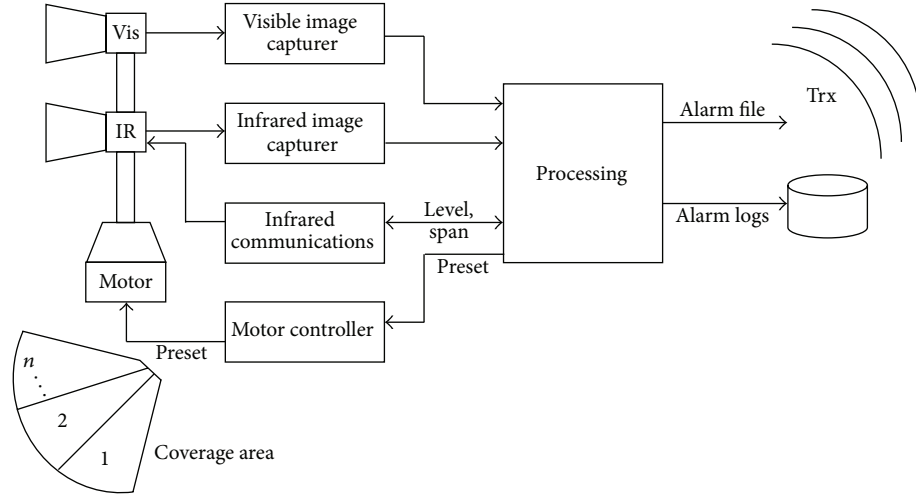 Vis
Visible image
capturer
IR
Infrared image
capturer
Infrared
communications
Level,
span
Processing
Alarm file
Trx
Alarm logs
Preset
Motor
Motor controller
Preset
n
⋱
2
1
Coverage area